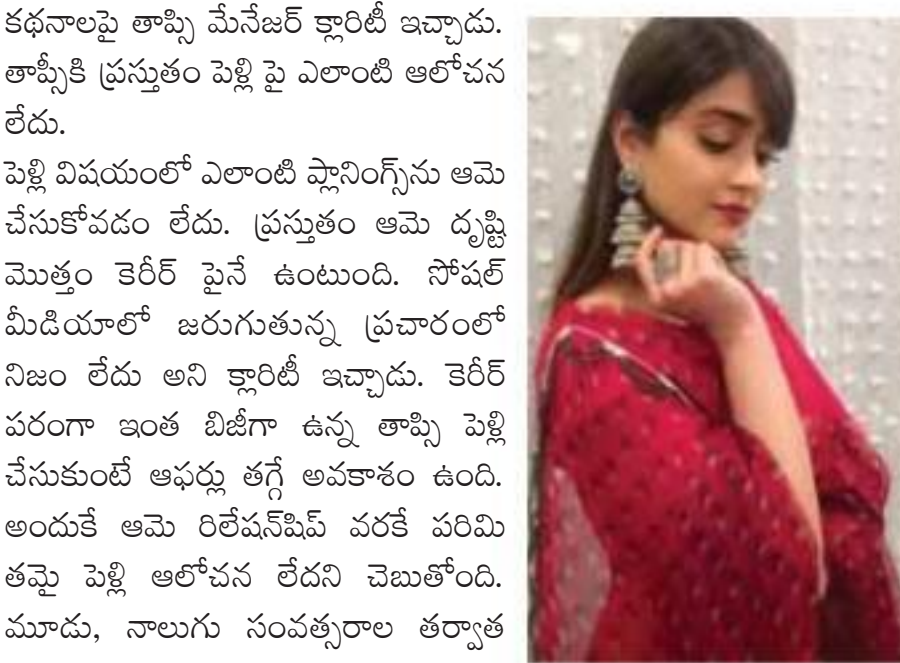 కథనాలపై తాప్సి మేనేజర్ క్లారిటీ ఇచ్చాడు.
తాప్సీకి ప్రస్తుతం పెళ్లి పై ఎలాంటి ఆలోచన
లేదు.
పెళ్లి విషయంలో ఎలాంటి ప్లానింగ్స్‌ను ఆమె
చేసుకోవడం లేదు. ప్రస్తుతం ఆమె దృష్టి
మొత్తం కెరీర్ పైనే ఉంటుంది. సోషల్
మీడియాలో జరుగుతున్న ప్రచారంలో
నిజం లేదు అని క్లారిటీ ఇచ్చాడు. కెరీర్
పరంగా ఇంత బిజీగా ఉన్న తాప్సి పెళ్లి
చేసుకుంటే ఆఫర్లు తగ్గే అవకాశం ఉంది.
అందుకే ఆమె రిలేషన్‌షిప్ వరకే పరిమి
తమై పెళ్లి ఆలోచన లేదని చెబుతోంది.
మూడు, నాలుగు సంవత్సరాల తర్వాత